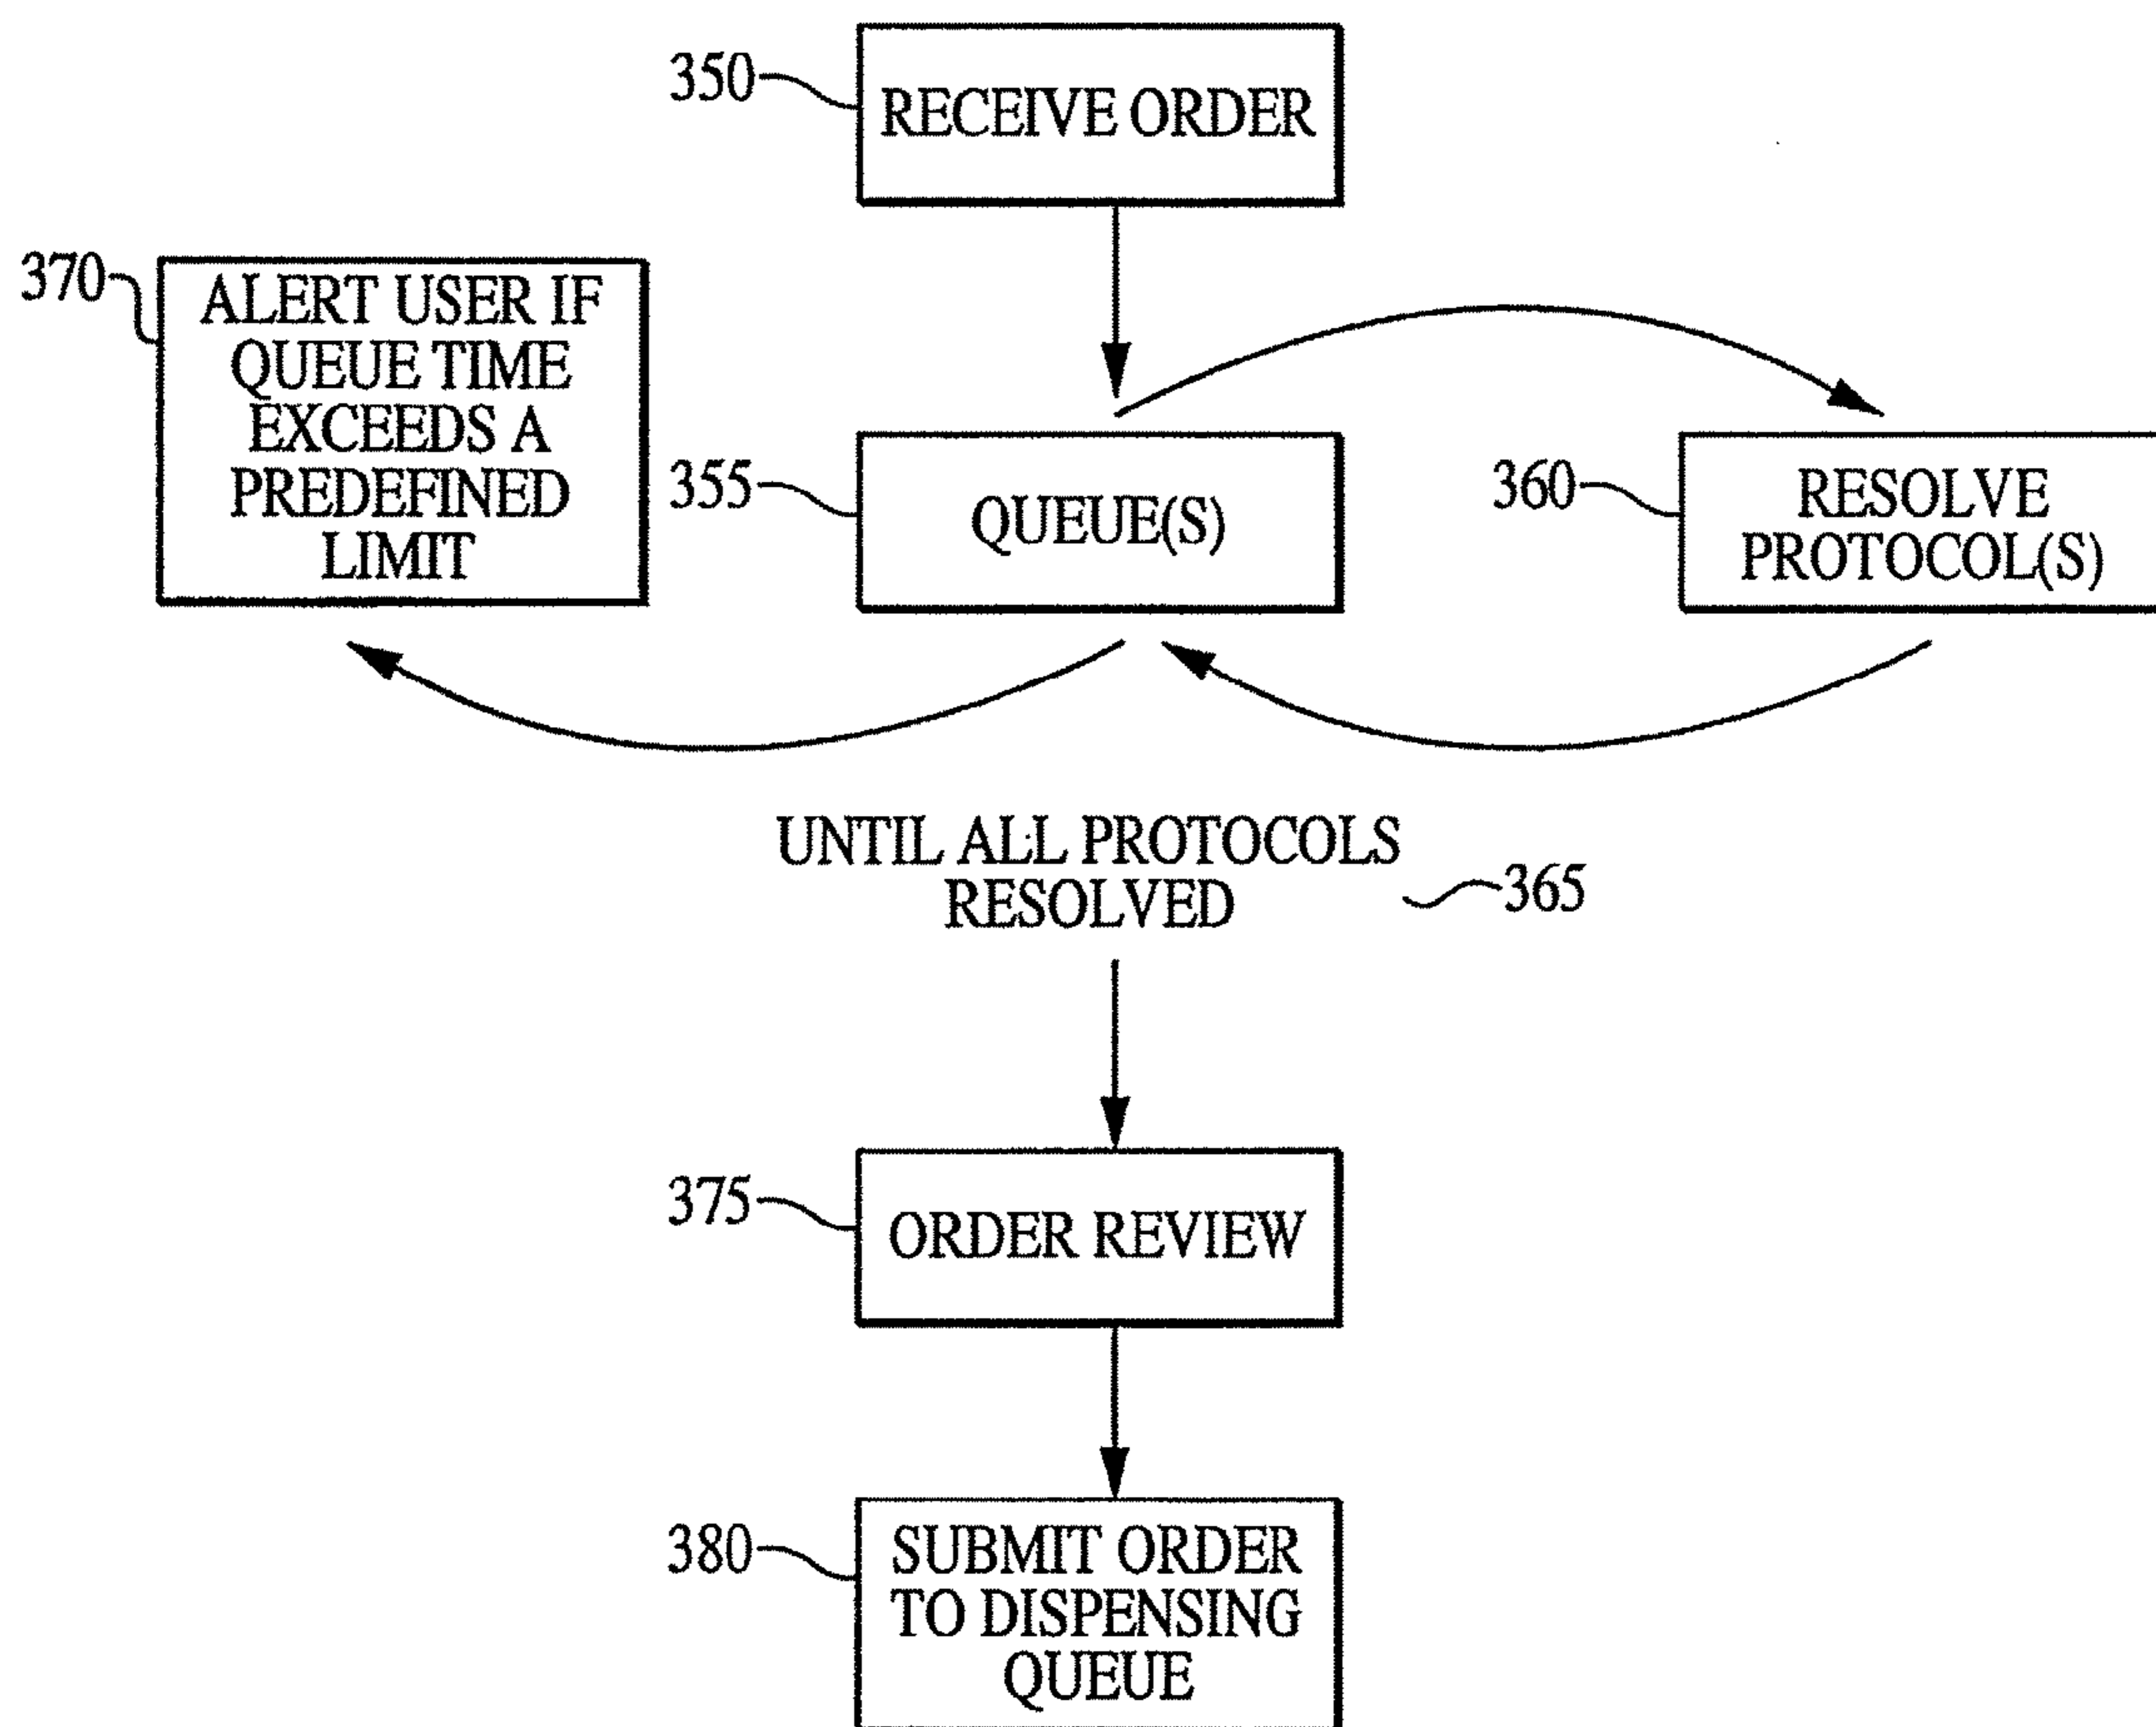 350
RECEIVE ORDER
370
ALERT USER IF
QUEUE TIME
EXCEEDS A
PREDEFINED
LIMIT
355
QUEUE(S)
360
RESOLVE
PROTOCOL(S)
UNTIL ALL PROTOCOLS
RESOLVED
365
375
ORDER REVIEW
380
SUBMIT ORDER
TO DISPENSING
QUEUE